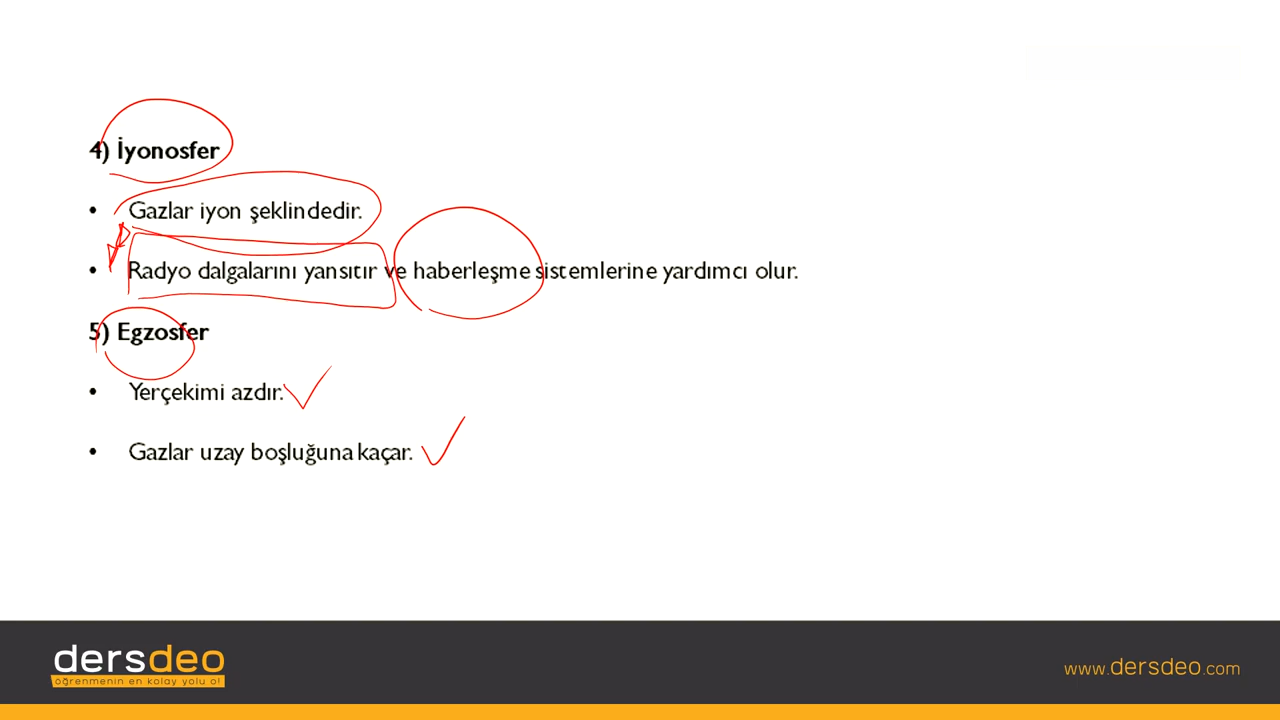 4) İyonosfer
• Gazlar iyon şeklindedir.
• Radyo dalgalarını yansıtır ve haberleşme sistemlerine yardımcı olur.
5) Egzosfer
• Yerçekimi azdır.
• Gazlar uzay boşluğuna kaçar.
dersdeo
öğrenmenin en kolay yolu o!
www.dersdeo.com